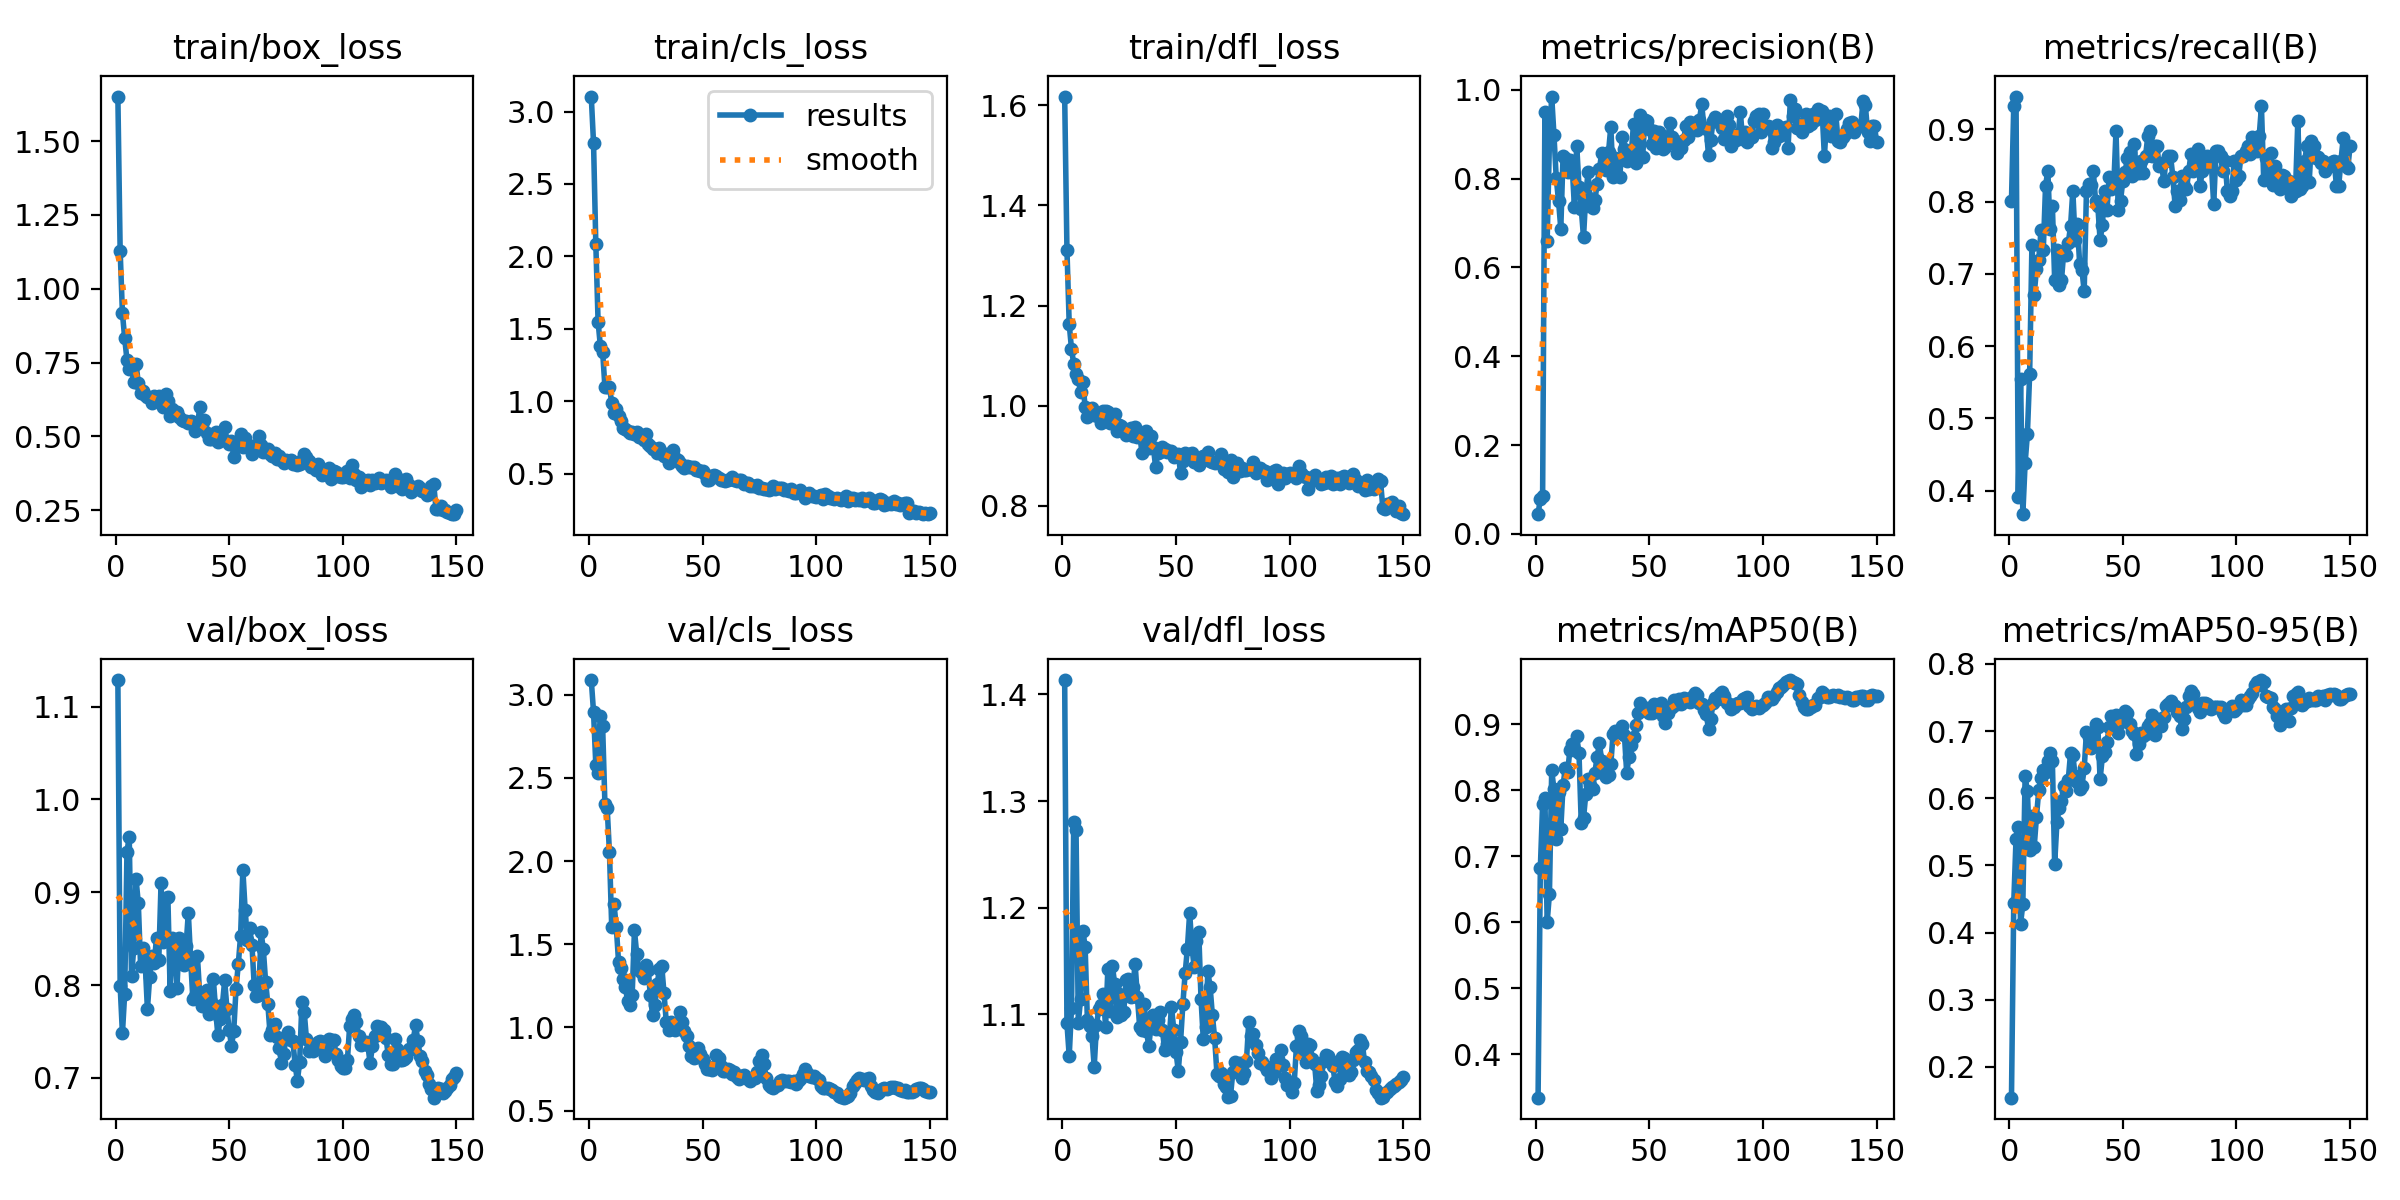 train/box_loss
1.50
1.25
1.00
0.75
0.50
0.25
0 50 100 150
train/cls_loss
results
smooth
3.0
2.5
2.0
1.5
1.0
0.5
0 50 100 150
train/dfl_loss
1.6
1.4
1.2
1.0
0.8
0 50 100 150
metrics/precision(B)
1.0
0.8
0.6
0.4
0.2
0.0
0 50 100 150
metrics/recall(B)
0.9
0.8
0.7
0.6
0.5
0.4
0 50 100 150
val/box_loss
1.1
1.0
0.9
0.8
0.7
0 50 100 150
val/cls_loss
3.0
2.5
2.0
1.5
1.0
0.5
0 50 100 150
val/dfl_loss
1.4
1.3
1.2
1.1
0 50 100 150
metrics/mAP50(B)
0.9
0.8
0.7
0.6
0.5
0.4
0 50 100 150
metrics/mAP50-95(B)
0.8
0.7
0.6
0.5
0.4
0.3
0.2
0 50 100 150